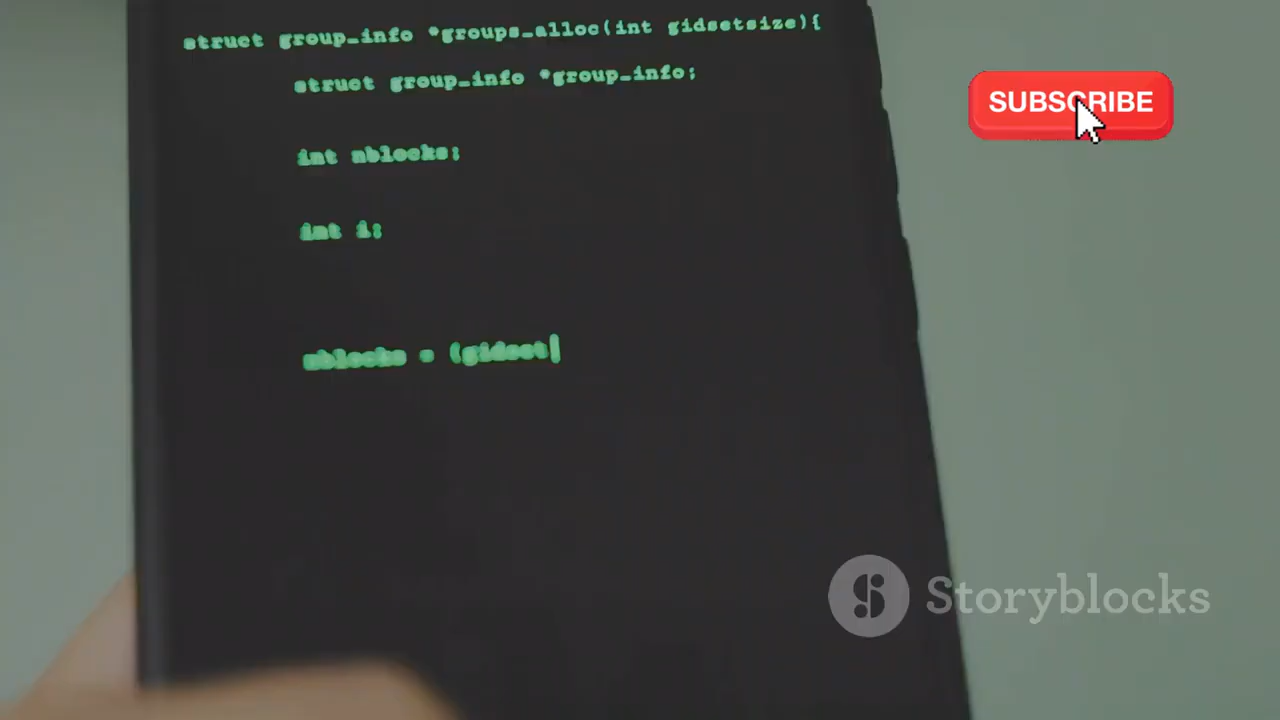 struct group_info *groups_alloc(int gidsetsize){
struct group_info *group_info;
int nblocks;
int i;
nblocks = (gidset
SUBSCRIBE
Storyblocks